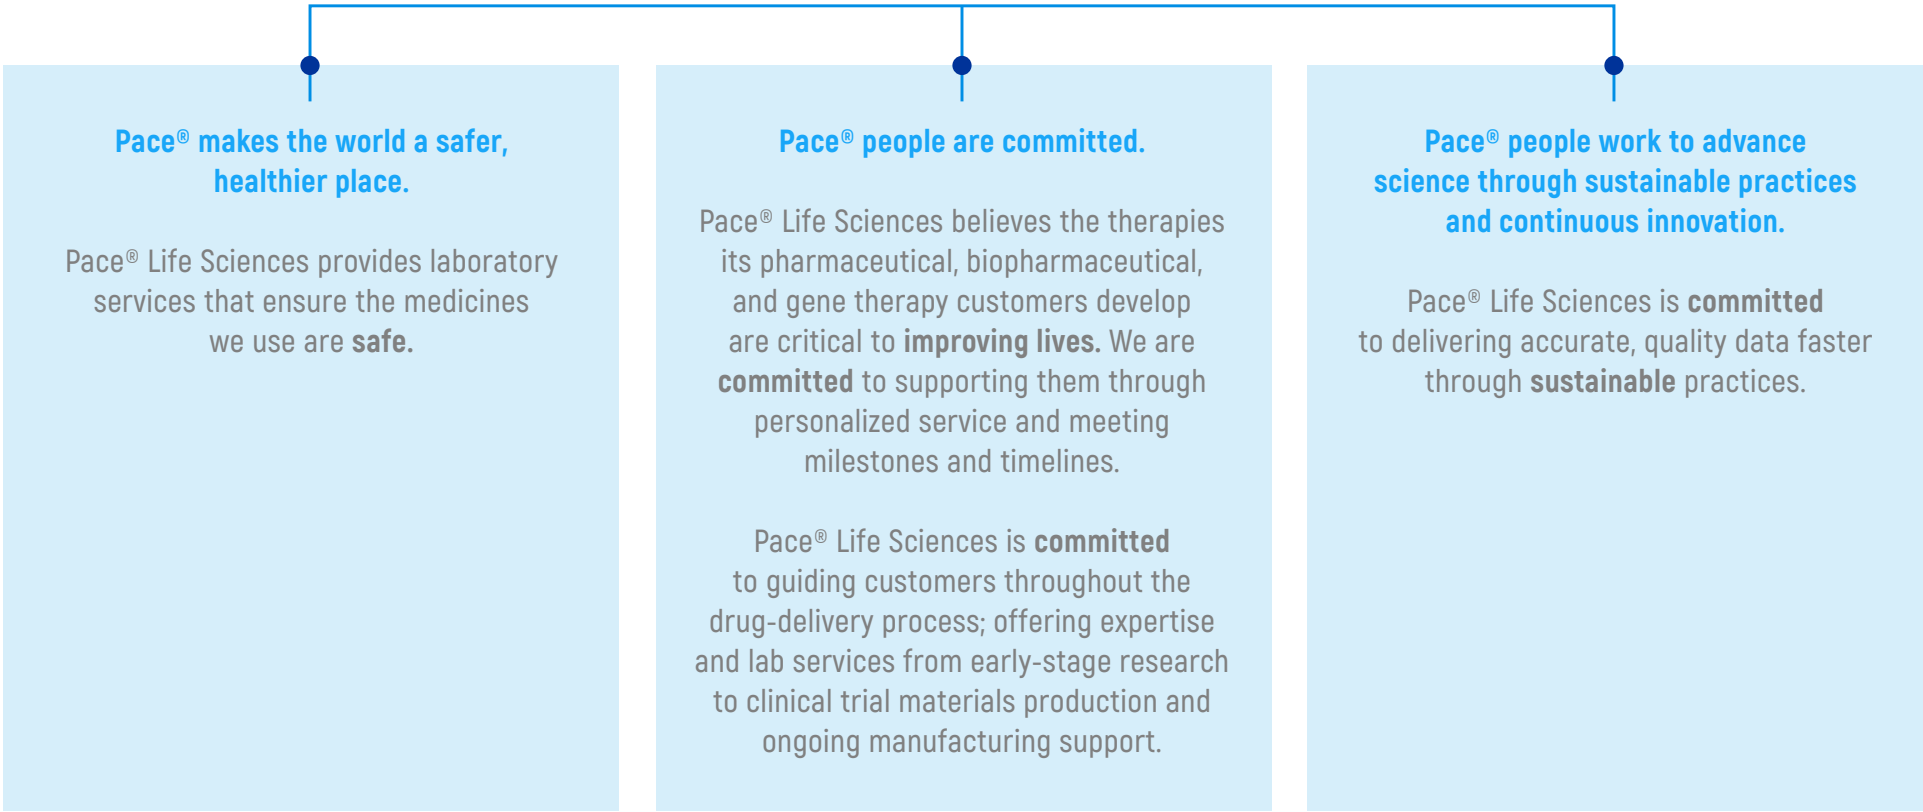 Pace® makes the world a safer,
healthier place.
Pace® Life Sciences provides laboratory
services that ensure the medicines
we use are safe.
Pace® people are committed.
Pace® Life Sciences believes the therapies
its pharmaceutical, biopharmaceutical,
and gene therapy customers develop
are critical to improving lives. We are
committed to supporting them through
personalized service and meeting
milestones and timelines.
Pace® Life Sciences is committed
to guiding customers throughout the
drug-delivery process; offering expertise
and lab services from early-stage research
to clinical trial materials production and
ongoing manufacturing support.
Pace® people work to advance
science through sustainable practices
and continuous innovation.
Pace® Life Sciences is committed
to delivering accurate, quality data faster
through sustainable practices.